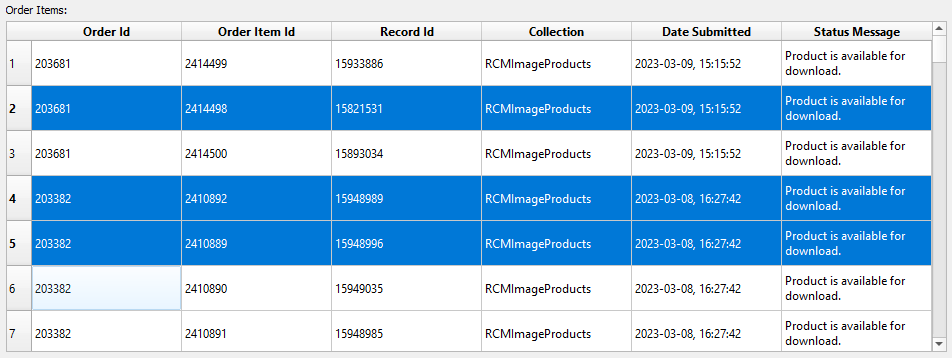 Order Items:
Order Id Order Item Id Record Id Collection Date Submitted Status Message
1 203681 2414499 15933886 RCMImageProducts 2023-03-09, 15:15:52 Product is available for
download.
2 203681 2414498 15821531 RCMImageProducts 2023-03-09, 15:15:52 Product is available for
download.
3 203681 2414500 15893034 RCMImageProducts 2023-03-09, 15:15:52 Product is available for
download.
4 203382 2410892 15948989 RCMImageProducts 2023-03-08, 16:27:42 Product is available for
download.
5 203382 2410889 15948996 RCMImageProducts 2023-03-08, 16:27:42 Product is available for
download.
6 203382 2410890 15949035 RCMImageProducts 2023-03-08, 16:27:42 Product is available for
download.
7 203382 2410891 15948985 RCMImageProducts 2023-03-08, 16:27:42 Product is available for
download.